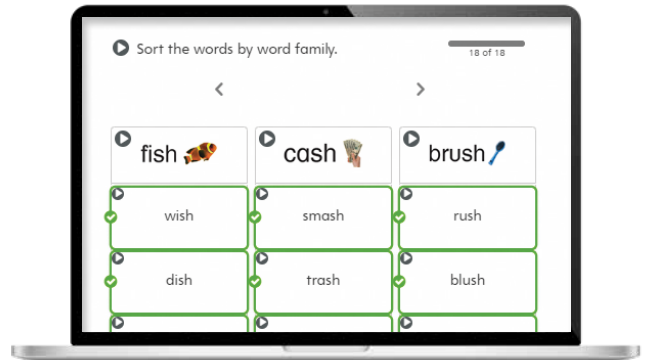 Sort the words by word family.
18 of 18
fish cash brush
wish smash rush
dish trash blush